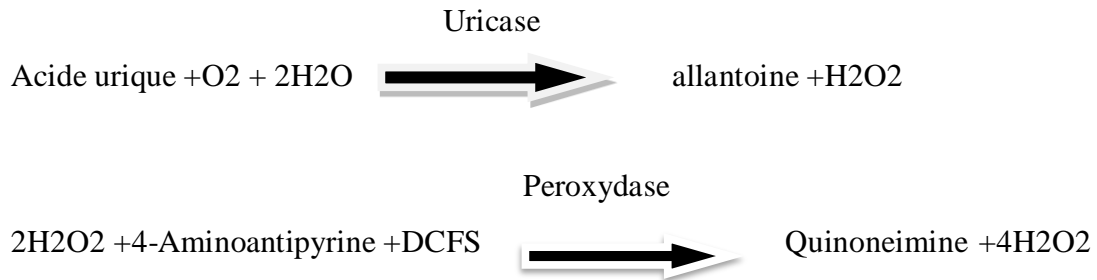 Uricase
Acide urique +O2 + 2H2O allantoine +H2O2
Peroxydase
2H2O2 +4-Aminoantipyrine +DCFS Quinoneimine +4H2O2